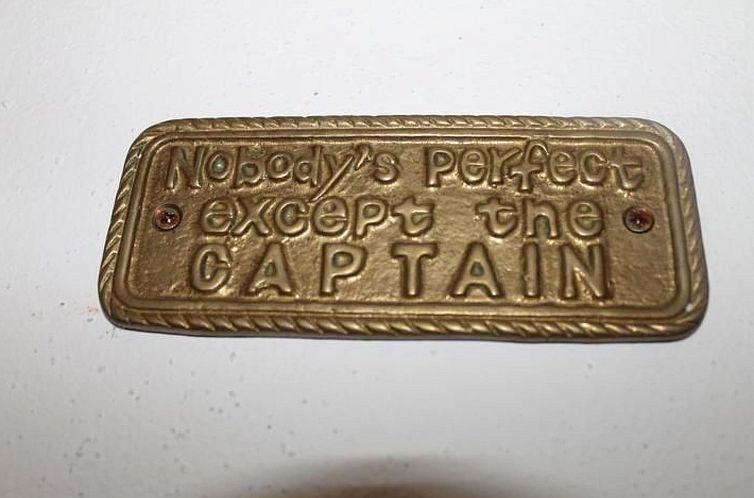 Nobody's perfect
except the
CAPTAIN